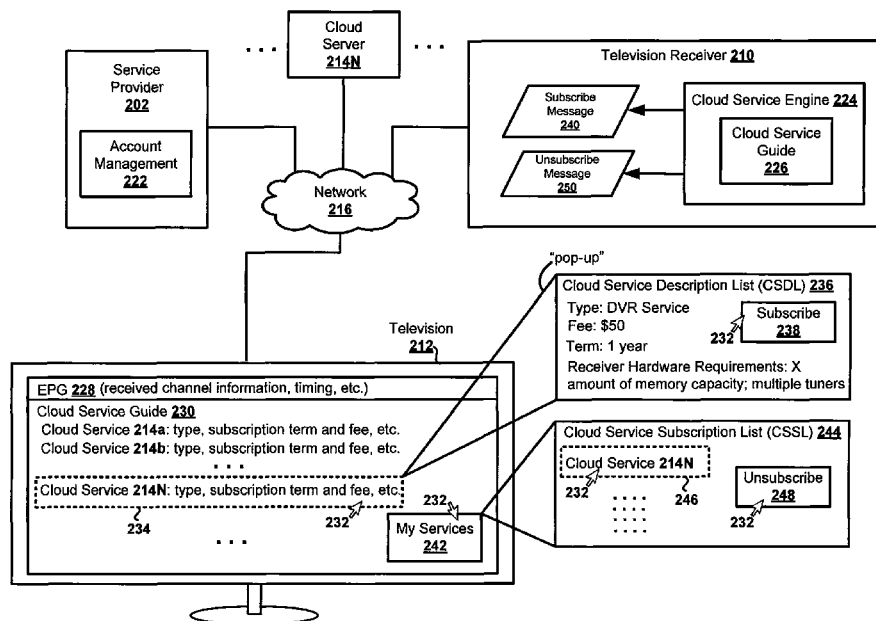 Cloud
Server
214N
. . .
. . .
Service
Provider
202
Account
Management
222
Network
216
Television Receiver 210
Subscribe
Message
240
Unsubscribe
Message
250
Cloud Service Engine 224
Cloud Service
Guide
226
"pop-up"
Cloud Service Description List (CSDL) 236
Type: DVR Service
Fee: $50
Term: 1 year
Receiver Hardware Requirements: X
amount of memory capacity; multiple tuners
232
Subscribe
238
Television
212
EPG 228 (received channel information, timing, etc.)
Cloud Service Guide 230
Cloud Service 214a: type, subscription term and fee, etc.
Cloud Service 214b: type, subscription term and fee, etc.
. . .
Cloud Service 214N: type, subscription term and fee, etc.
234
232
232
. . .
My Services
242
Cloud Service Subscription List (CSSL) 244
Cloud Service 214N
232
246
Unsubscribe
248
232